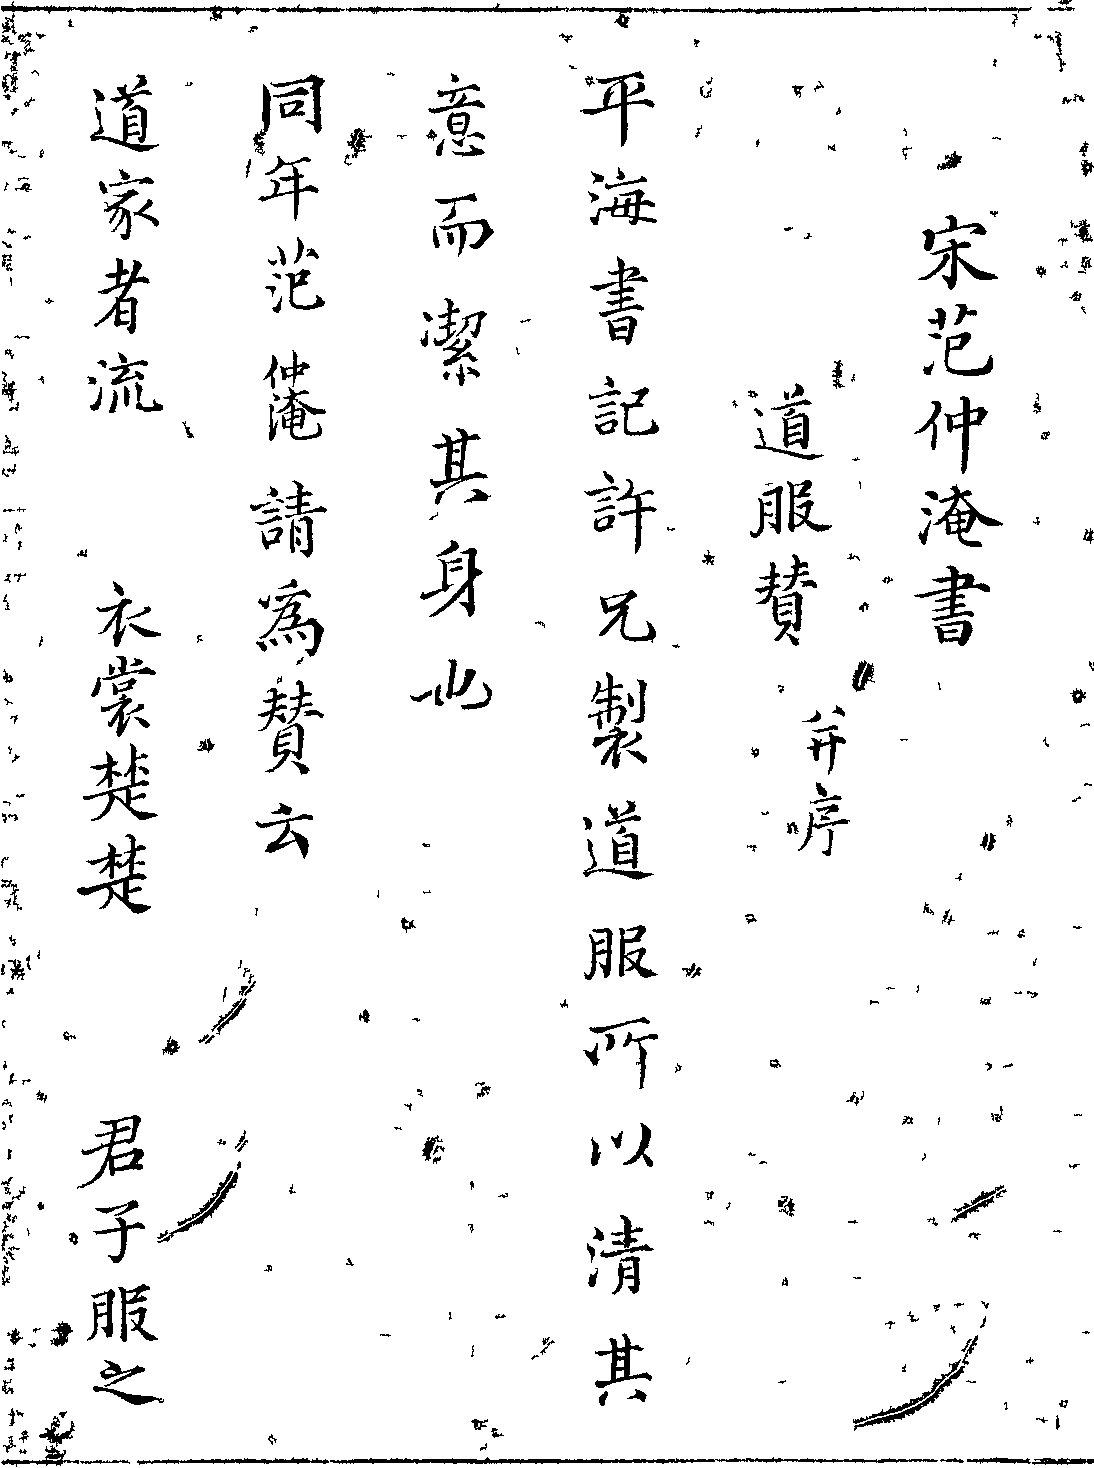 宋范仲淹書
道服賛 并序
平海書記許兄製道服所以清其
意而潔其身也
同年范仲淹請爲賛云
道家者流 衣裳楚楚 君子服之